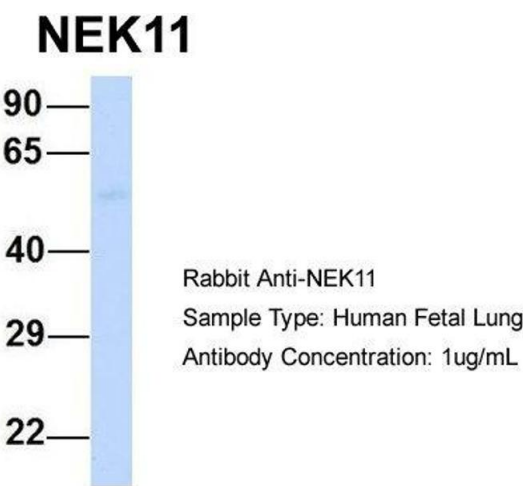 NEK11
90
65
40
29
22
Rabbit Anti-NEK11
Sample Type: Human Fetal Lung
Antibody Concentration: 1ug/mL